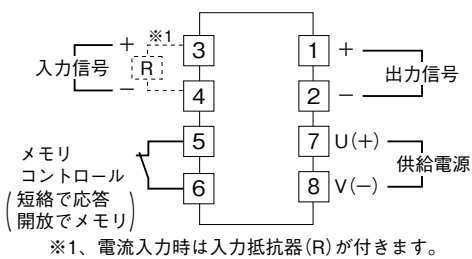 ※1
入力信号
+
−
R
3
4
1
+
2
−
出力信号
メモリ
コントロール
(短絡で応答
開放でメモリ)
5
6
7
U(+)
8
V(−)
供給電源
※1、電流入力時は入力抵抗器(R)が付きます。